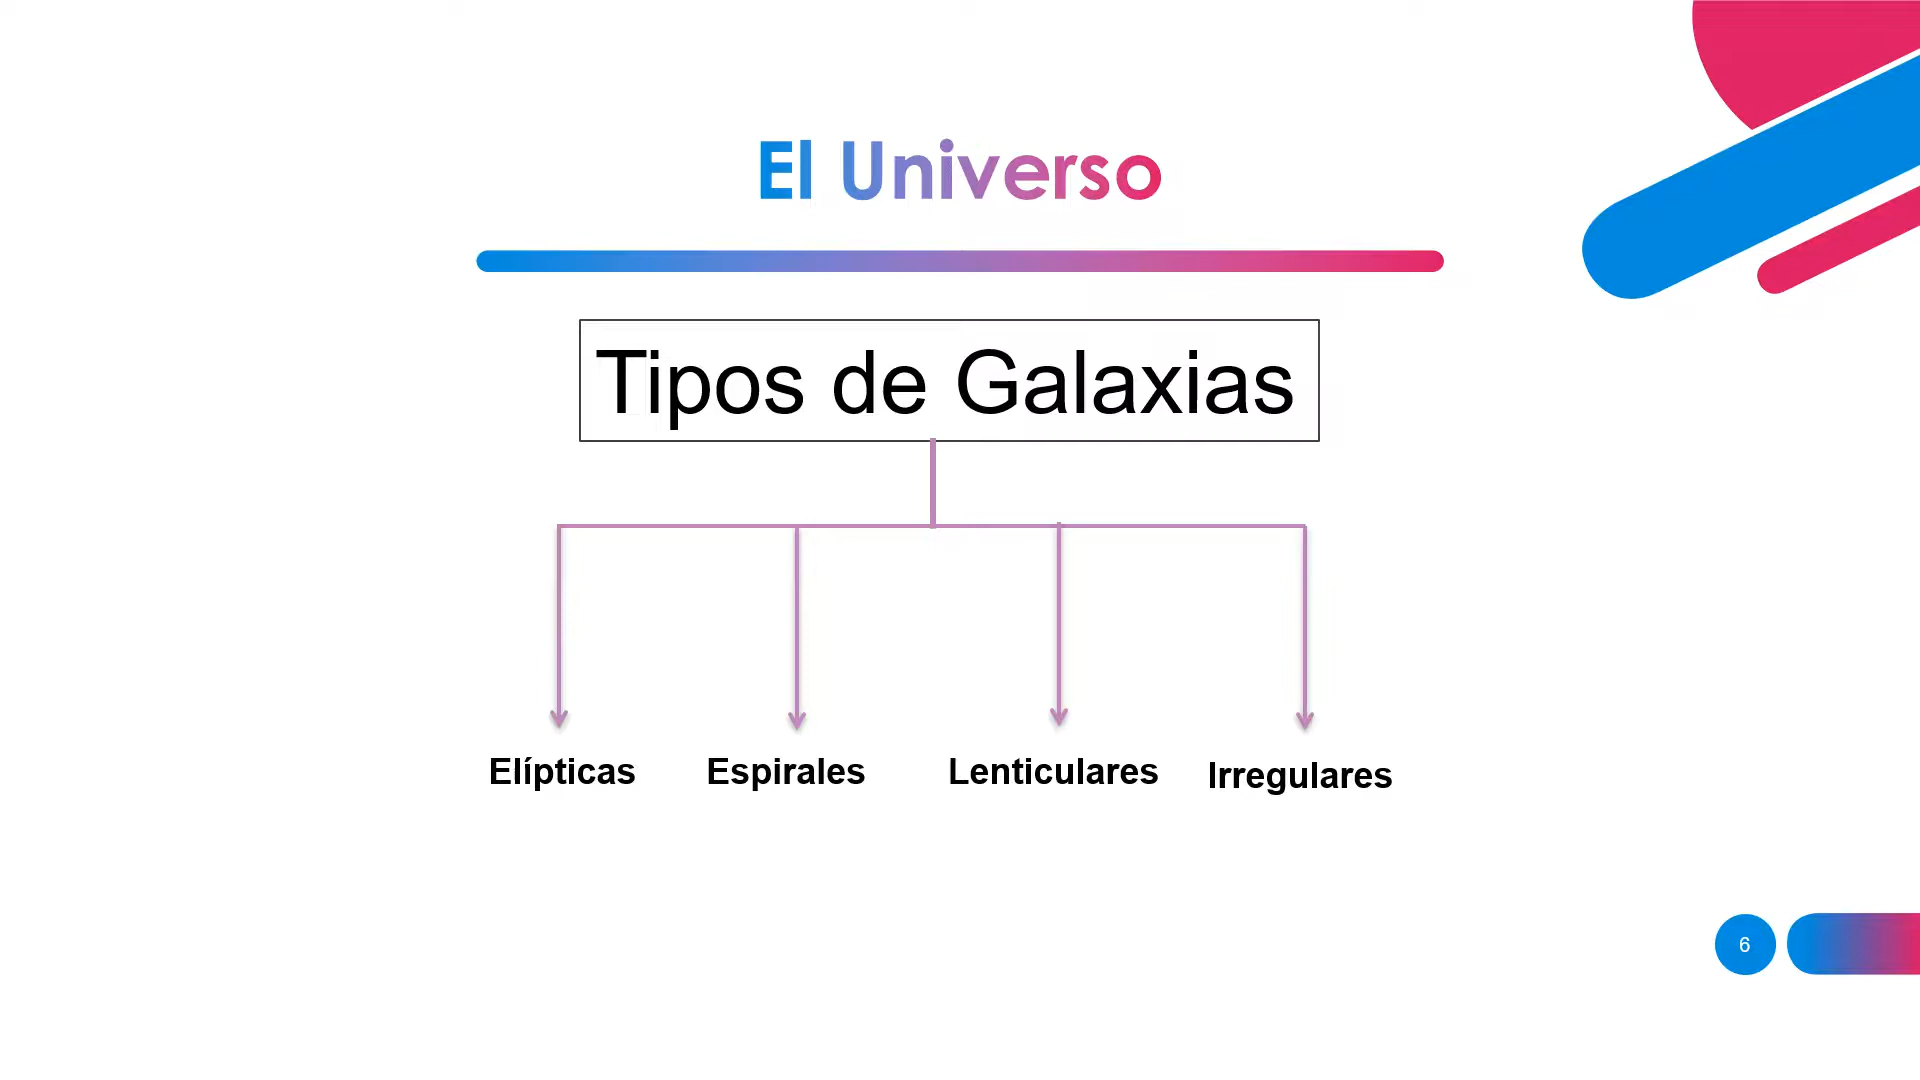 El Universo
Tipos de Galaxias
Elípticas
Espirales
Lenticulares
Irregulares
6